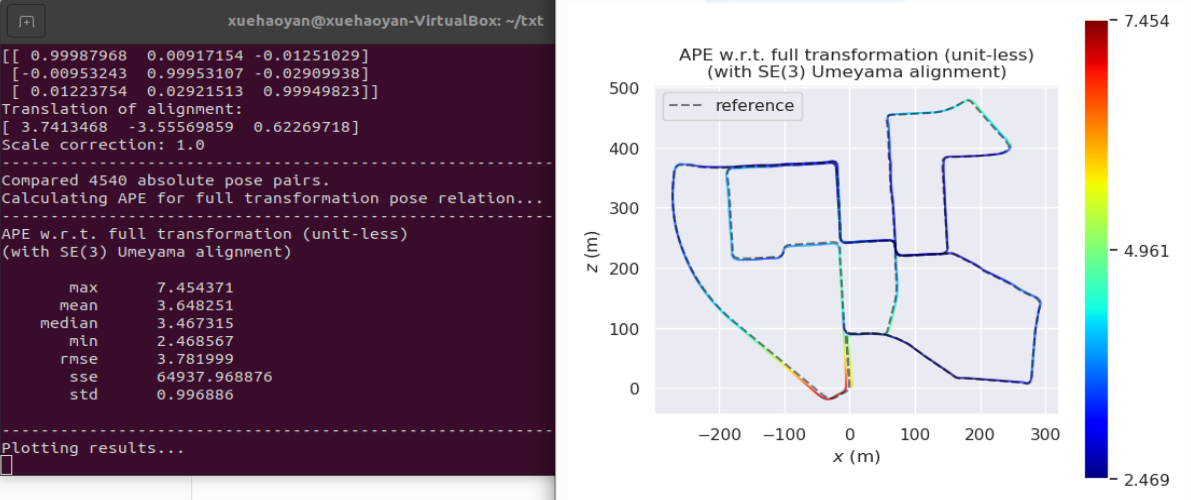 xuehaoyan@xuehaoyan-VirtualBox: ~/txt
[[ 0.99987968 0.00917154 -0.01251029]
[-0.00953243 0.99953107 -0.02909938]
[ 0.01223754 0.02921513 0.99949823]]
Translation of alignment:
[ 3.7413468 -3.55569859 0.62269718]
Scale correction: 1.0
--------------------------------------------------------------------------------
Compared 4540 absolute pose pairs.
Calculating APE for full transformation pose relation...
--------------------------------------------------------------------------------
APE w.r.t. full transformation (unit-less)
(with SE(3) Umeyama alignment)
max 7.454371
mean 3.648251
median 3.467315
min 2.468567
rmse 3.781999
sse 64937.968876
std 0.996886
--------------------------------------------------------------------------------
Plotting results...
APE w.r.t. full transformation (unit-less)
(with SE(3) Umeyama alignment)
reference
500
400
300
200
100
0
z (m)
−200 −100 0 100 200 300
x (m)
7.454
4.961
2.469